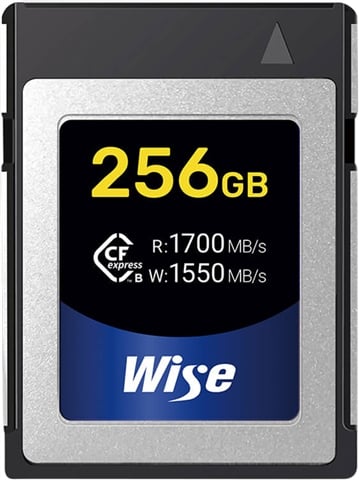 256GB
CF
express
B
R:1700 MB/s
W:1550 MB/s
Wise